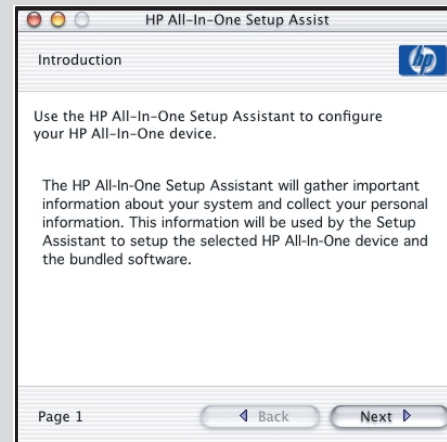 HP All-In-One Setup Assist
Introduction
hp
Use the HP All-In-One Setup Assistant to configure
your HP All-In-One device.
The HP All-In-One Setup Assistant will gather important
information about your system and collect your personal
information. This information will be used by the Setup
Assistant to setup the selected HP All-In-One device and
the bundled software.
Page 1
Back
Next